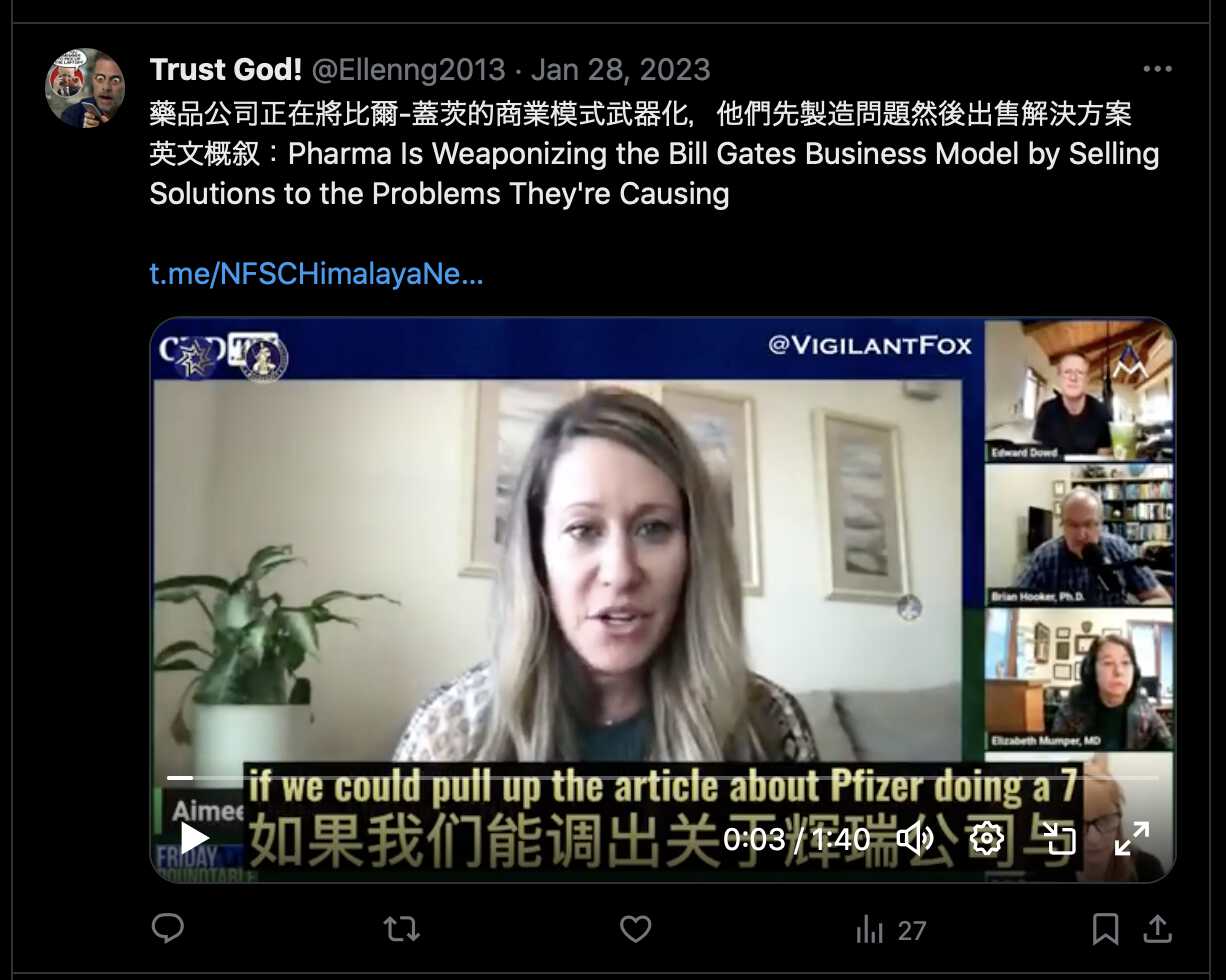 Trust God! @Ellenng2013 · Jan 28, 2023
藥品公司正在將比爾-蓋茨的商業模式武器化，他們先製造問題然後出售解決方案
英文概叙：Pharma Is Weaponizing the Bill Gates Business Model by Selling
Solutions to the Problems They're Causing
t.me/NFSCHimalayaNe...
@VIGILANTFOX
Edward Dowd
Brian Hooker, Ph.D.
Elizabeth Mumper, MD
if we could pull up the article about Pfizer doing a 7
Aimee
如果我们能调出关于辉瑞公司与
0:03 / 1:40
FRIDAY
ROUNDTABLE
27